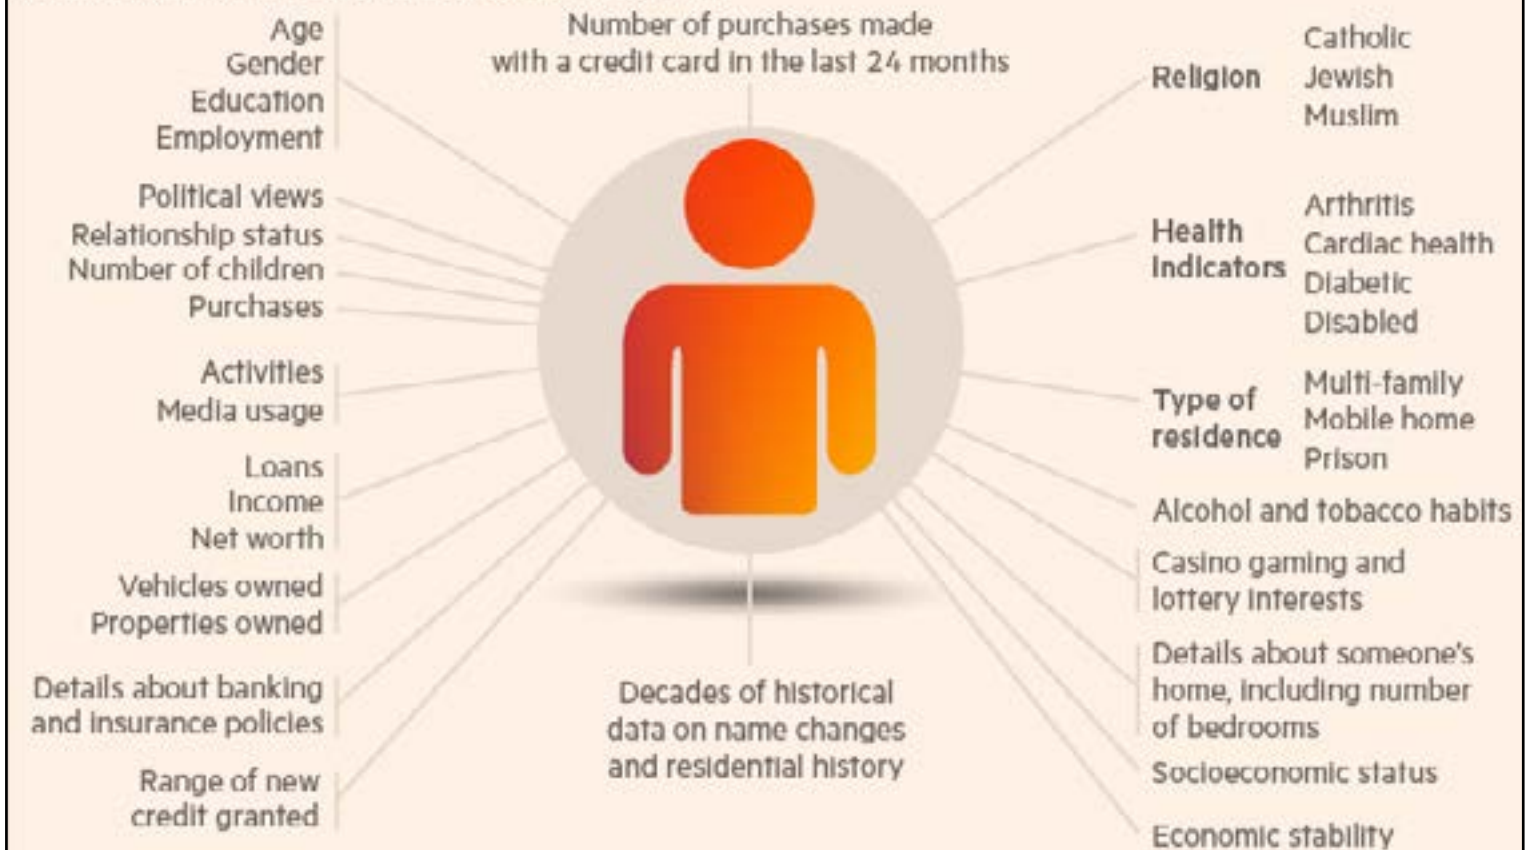 Age
Gender
Education
Employment
Political views
Relationship status
Number of children
Purchases
Activities
Media usage
Loans
Income
Net worth
Vehicles owned
Properties owned
Details about banking
and insurance policies
Range of new
credit granted
Number of purchases made
with a credit card in the last 24 months
Decades of historical
data on name changes
and residential history
Religion
Catholic
Jewish
Muslim
Health
Indicators
Arthritis
Cardiac health
Diabetic
Disabled
Type of
residence
Multi-family
Mobile home
Prison
Alcohol and tobacco habits
Casino gaming and
lottery interests
Details about someone's
home, including number
of bedrooms
Socioeconomic status
Economic stability